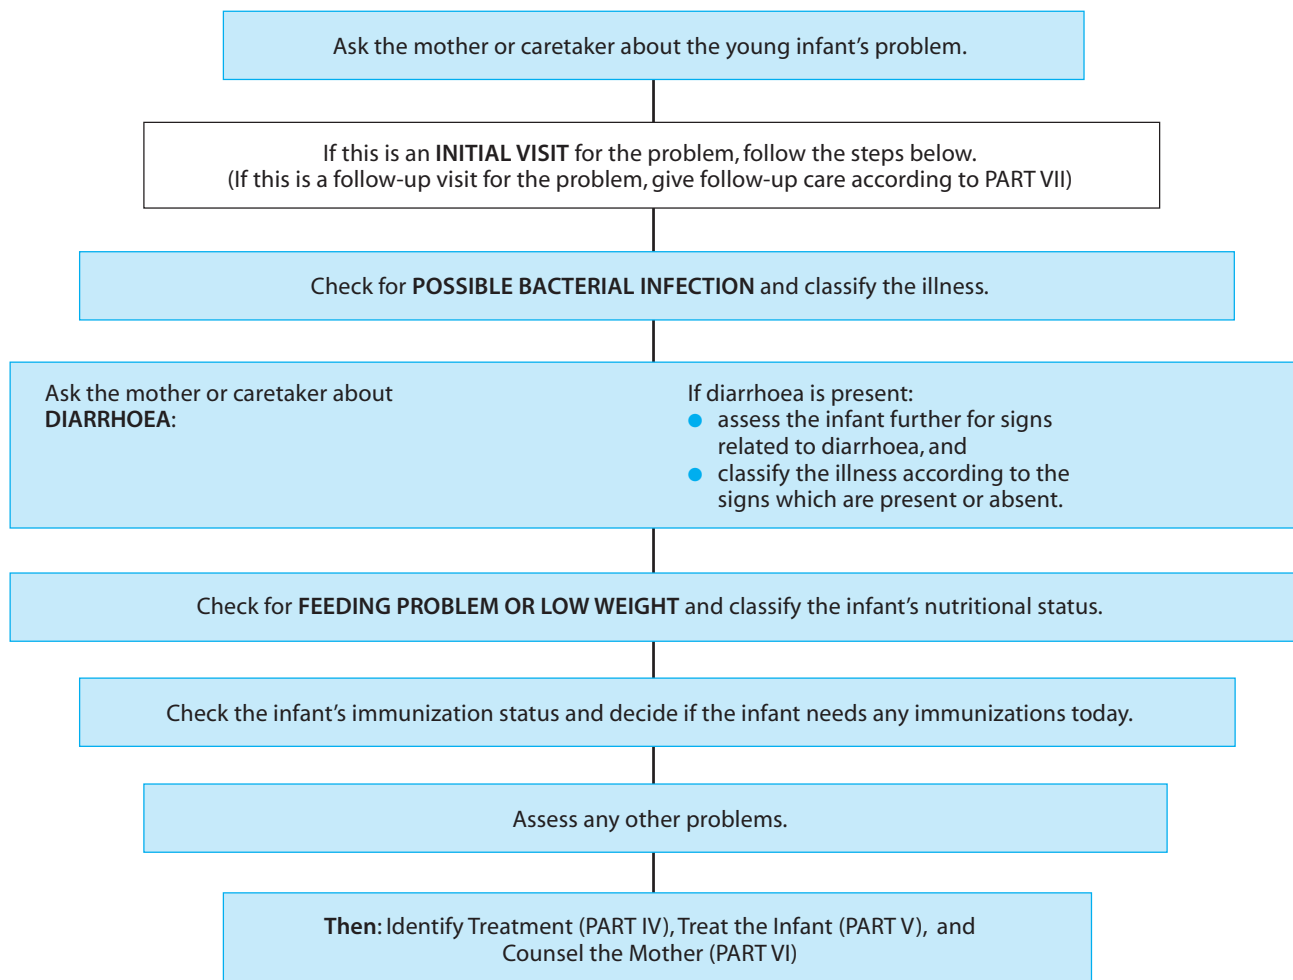 Ask the mother or caretaker about the young infant’s problem.
If this is an INITIAL VISIT for the problem, follow the steps below.
(If this is a follow-up visit for the problem, give follow-up care according to PART VII)
Check for POSSIBLE BACTERIAL INFECTION and classify the illness.
Ask the mother or caretaker about
DIARRHOEA:
If diarrhoea is present:
● assess the infant further for signs
related to diarrhoea, and
● classify the illness according to the
signs which are present or absent.
Check for FEEDING PROBLEM OR LOW WEIGHT and classify the infant’s nutritional status.
Check the infant’s immunization status and decide if the infant needs any immunizations today.
Assess any other problems.
Then: Identify Treatment (PART IV), Treat the Infant (PART V), and
Counsel the Mother (PART VI)